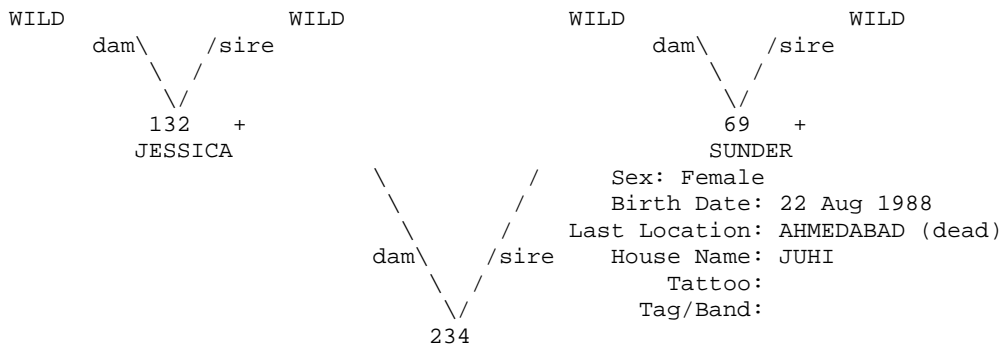 WILD WILD WILD WILD
dam\ /sire dam\ /sire
\ / \ /
\/ \/
132 + 69 +
JESSICA SUNDER
\ / Sex: Female
\ / Birth Date: 22 Aug 1988
\ / Last Location: AHMEDABAD (dead)
dam\ /sire House Name: JUHI
\ / Tattoo:
\/ Tag/Band:
234